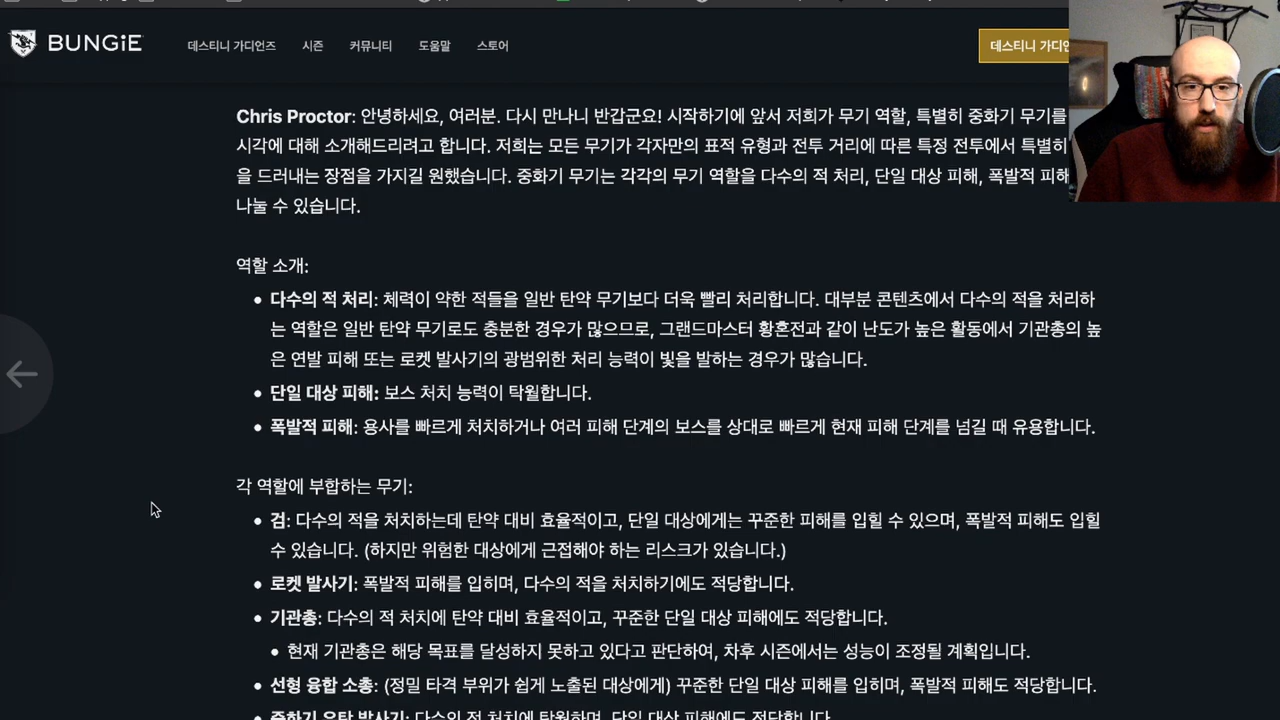 BUNGiE
데스티니 가디언즈 시즌 커뮤니티 도움말 스토어
데스티니 가디언
Chris Proctor: 안녕하세요, 여러분. 다시 만나니 반갑군요! 시작하기에 앞서 저희가 무기 역할, 특별히 중화기 무기를
시각에 대해 소개해드리려고 합니다. 저희는 모든 무기가 각자만의 표적 유형과 전투 거리에 따른 특정 전투에서 특별히
을 드러내는 장점을 가지길 원했습니다. 중화기 무기는 각각의 무기 역할을 다수의 적 처리, 단일 대상 피해, 폭발적 피해
나눌 수 있습니다.
역할 소개:
• 다수의 적 처리: 체력이 약한 적들을 일반 탄약 무기보다 더욱 빨리 처리합니다. 대부분 콘텐츠에서 다수의 적을 처리하
는 역할은 일반 탄약 무기로도 충분한 경우가 많으므로, 그랜드마스터 황혼전과 같이 난도가 높은 활동에서 기관총의 높
은 연발 피해 또는 로켓 발사기의 광범위한 처리 능력이 빛을 발하는 경우가 많습니다.
• 단일 대상 피해: 보스 처치 능력이 탁월합니다.
• 폭발적 피해: 용사를 빠르게 처치하거나 여러 피해 단계의 보스를 상대로 빠르게 현재 피해 단계를 넘길 때 유용합니다.
각 역할에 부합하는 무기:
• 검: 다수의 적을 처치하는데 탄약 대비 효율적이고, 단일 대상에게는 꾸준한 피해를 입힐 수 있으며, 폭발적 피해도 입힐
수 있습니다. (하지만 위험한 대상에게 근접해야 하는 리스크가 있습니다.)
• 로켓 발사기: 폭발적 피해를 입히며, 다수의 적을 처치하기에도 적당합니다.
• 기관총: 다수의 적 처치에 탄약 대비 효율적이고, 꾸준한 단일 대상 피해에도 적당합니다.
• 현재 기관총은 해당 목표를 달성하지 못하고 있다고 판단하여, 차후 시즌에서는 성능이 조정될 계획입니다.
• 선형 융합 소총: (정밀 타격 부위가 쉽게 노출된 대상에게) 꾸준한 단일 대상 피해를 입히며, 폭발적 피해도 적당합니다.
• 중화기 유탄 발사기: 다수의 적 처치에 탁월하며, 단일 대상 피해에도 적당합니다.